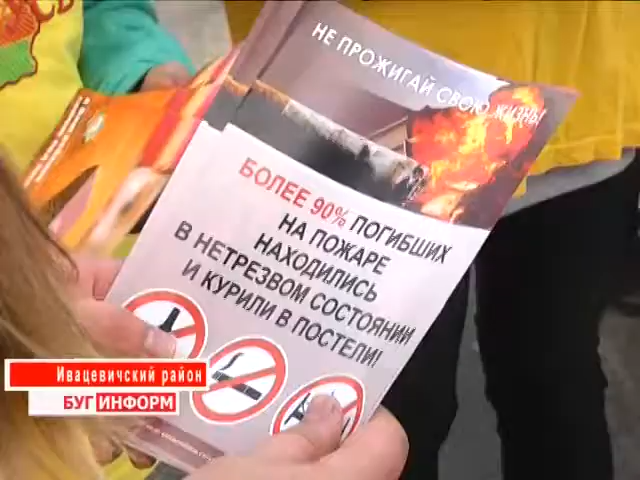 НЕ ПРОЖИГАЙ СВОЮ ЖИЗНЬ!
БОЛЕЕ 90% ПОГИБШИХ
НА ПОЖАРЕ
НАХОДИЛИСЬ
В НЕТРЕЗВОМ СОСТОЯНИИ
И КУРИЛИ В ПОСТЕЛИ!
Ивацевичский район
БУГИНФОРМ